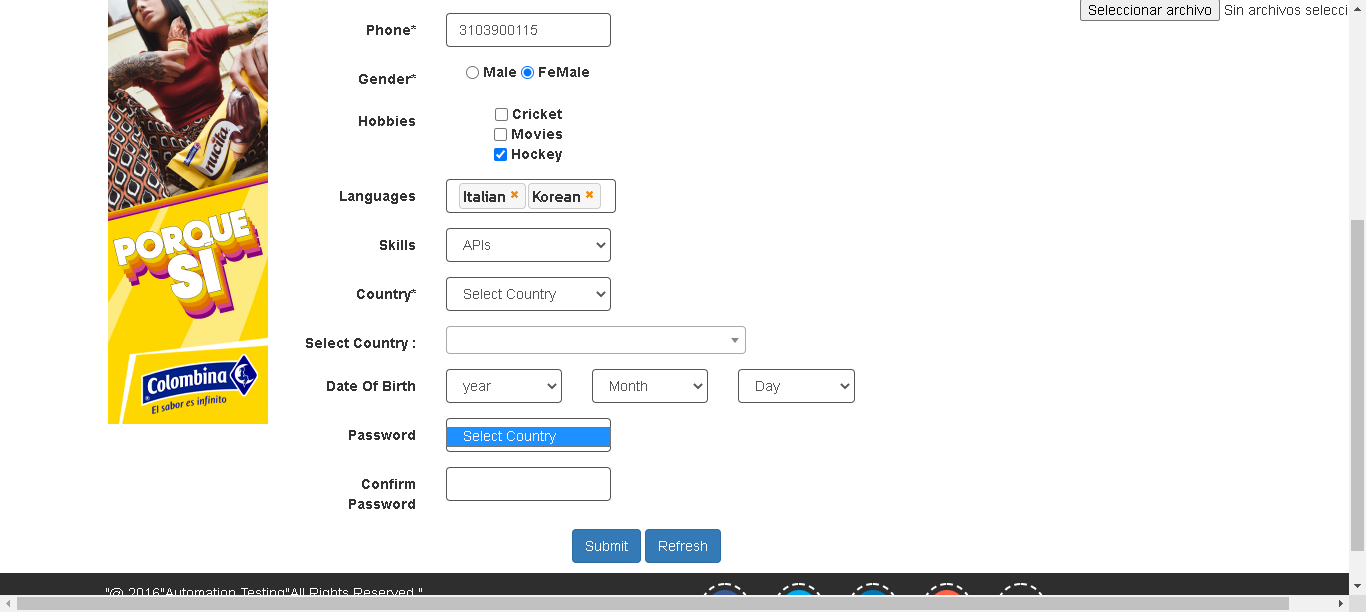 Seleccionar archivo Sin archivos selecci
Phone* 3103900115
Gender* Male FeMale
Hobbies Cricket
Movies
Hockey
Languages Italian Korean
Skills APIs
Country* Select Country
Select Country :
Date Of Birth year Month Day
Password Select Country
Confirm
Password
Submit Refresh
nucita
PORQUE
SÍ
Colombina
El sabor es infinito
"@ 2016"Automation Testing"All Rights Reserved."